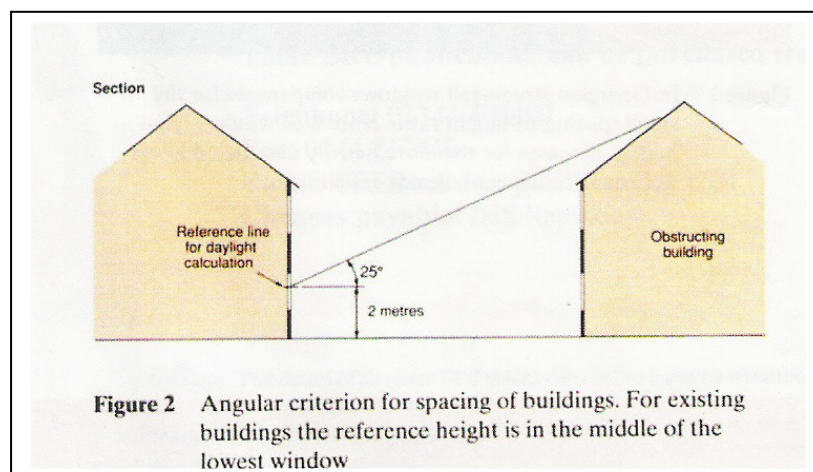 Section
Reference line
for daylight
calculation
25°
2 metres
Obstructing
building
Figure 2 Angular criterion for spacing of buildings. For existing
buildings the reference height is in the middle of the
lowest window